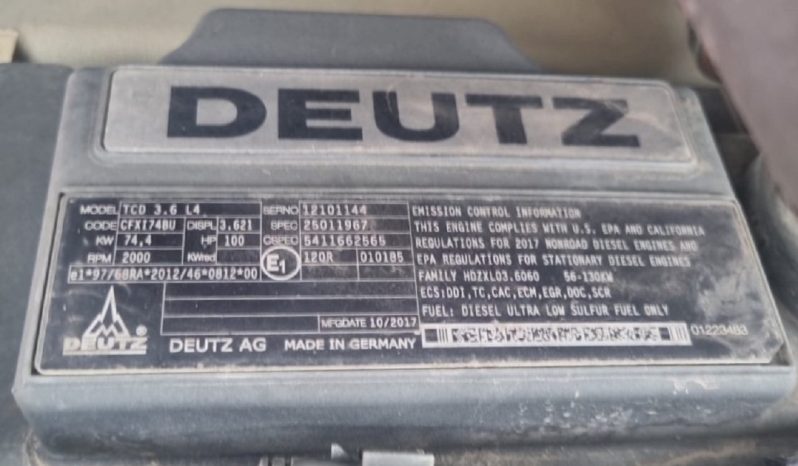 DEUTZ
MODEL TCD 3.6 L4 SERNO 12101144
CODE CFXI74BU DISPL 3.621 SPEC 25011967
KW 74,4 HP 100 CSPEC 5411662565
RPM 2000 KWred E1 120R 010185
e1*97/68RA*2012/46*0812*00
MFGDATE 10/2017
DEUTZ ® DEUTZ AG MADE IN GERMANY
EMISSION CONTROL INFORMATION
THIS ENGINE COMPLIES WITH U.S. EPA AND CALIFORNIA
REGULATIONS FOR 2017 NONROAD DIESEL ENGINES AND
EPA REGULATIONS FOR STATIONARY DIESEL ENGINES
FAMILY HDZXL03.6060 56-130KW
ECS:DDI,TC,CAC,ECM,EGR,DOC,SCR
FUEL: DIESEL ULTRA LOW SULFUR FUEL ONLY
01223483